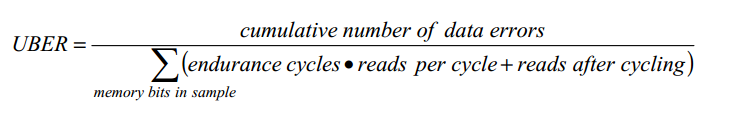 cumulative number of data errors
UBER =
∑(endurance cycles • reads per cycle + reads after cycling)
memory bits in sample